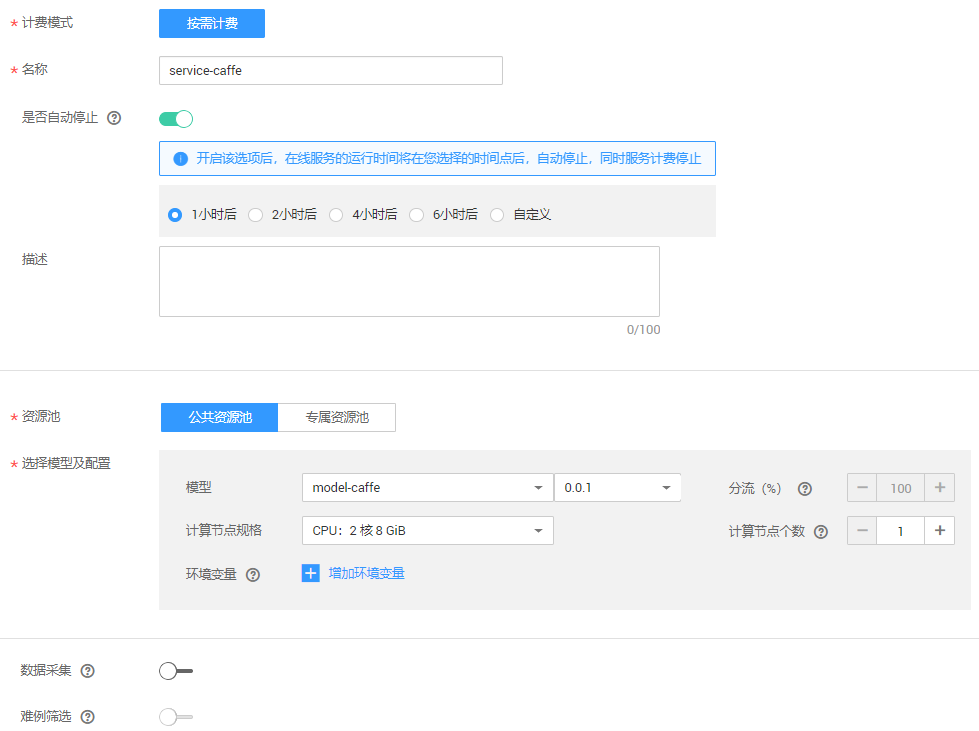 * 计费模式 按需计费
* 名称 service-caffe
是否自动停止 ?
开启该选项后，在线服务的运行时间将在您选择的时间点后，自动停止，同时服务计费停止
1小时后 2小时后 4小时后 6小时后 自定义
描述
0/100
* 资源池 公共资源池 专属资源池
* 选择模型及配置
模型 model-caffe 0.0.1 分流（%） ? − 100 +
计算节点规格 CPU：2 核 8 GiB 计算节点个数 ? − 1 +
环境变量 ? + 增加环境变量
数据采集 ?
难例筛选 ?